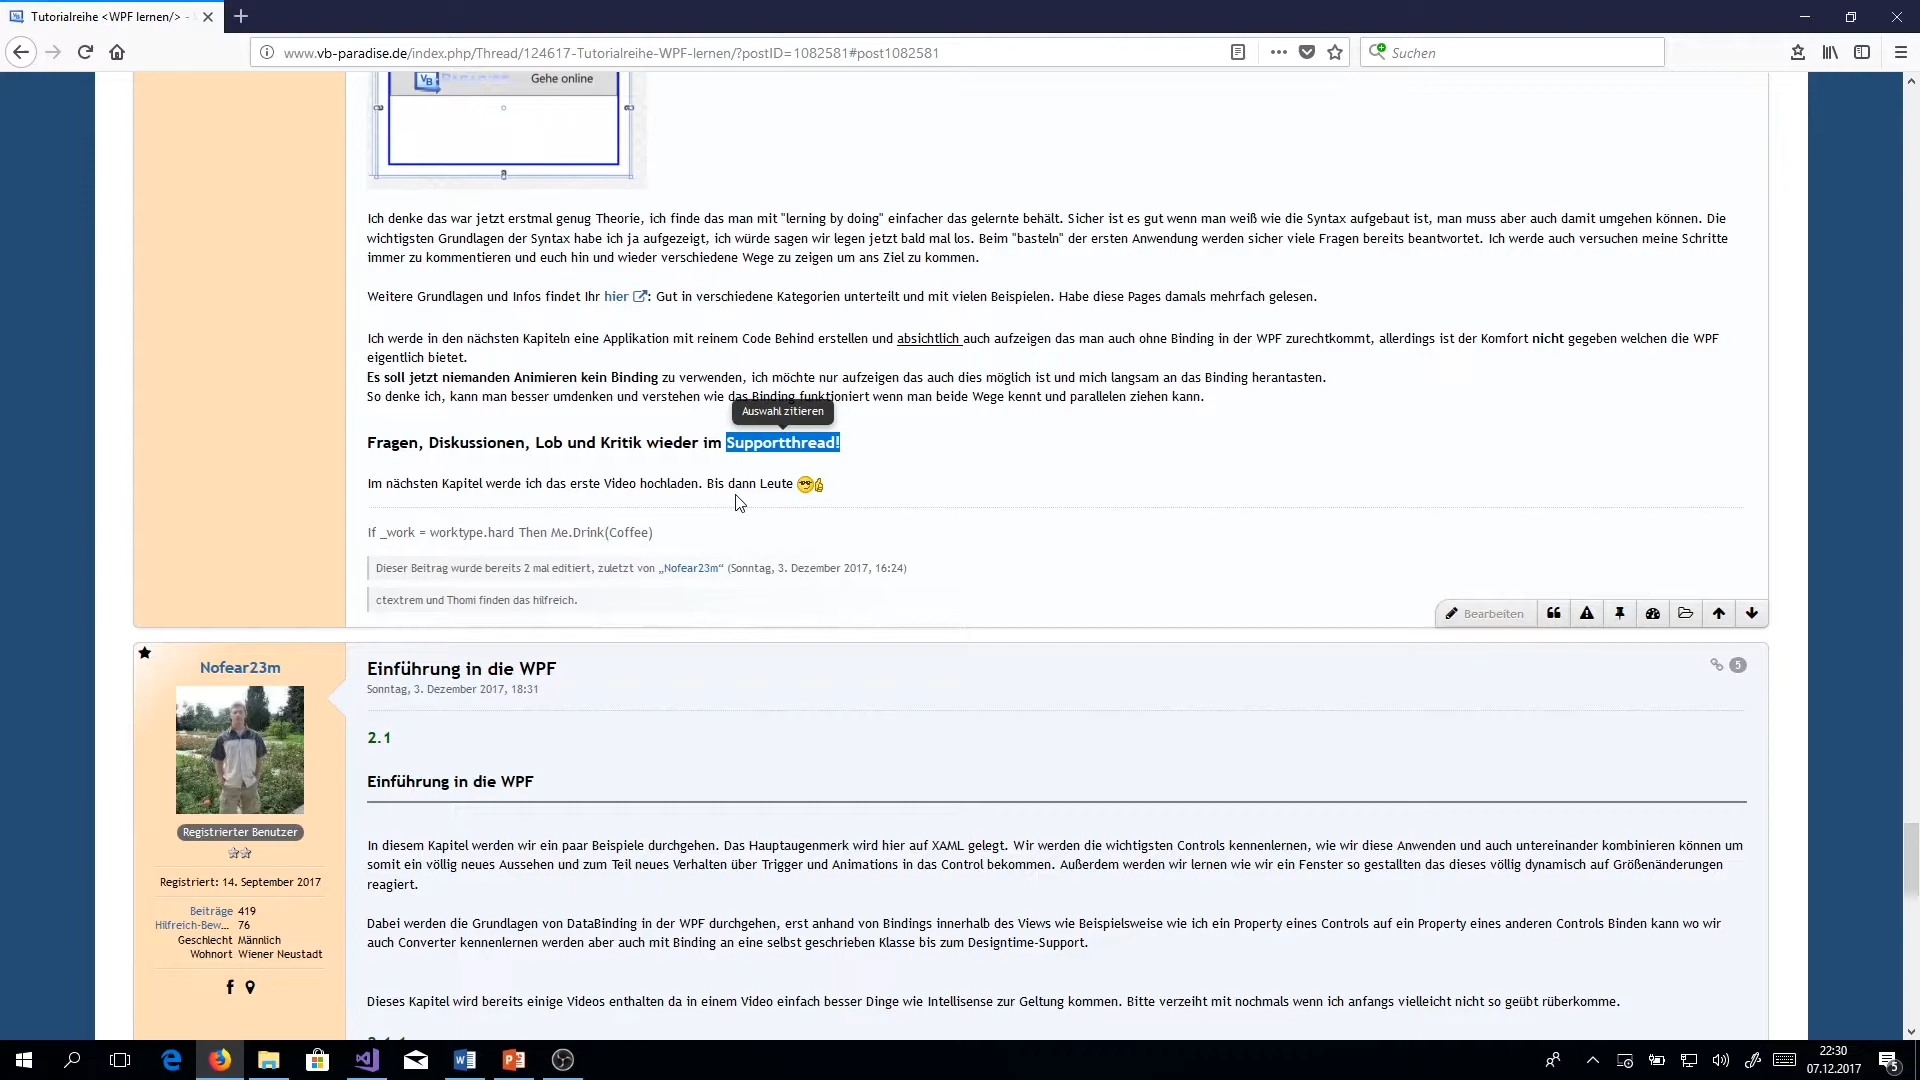 Tutorialreihe <WPF lernen/> -
www.vb-paradise.de/index.php/Thread/124617-Tutorialreihe-WPF-lernen/?postID=1082581#post1082581
Suchen
VB PARADISE Gehe online
Ich denke das war jetzt erstmal genug Theorie, ich finde das man mit "lerning by doing" einfacher das gelernte behält. Sicher ist es gut wenn man weiß wie die Syntax aufgebaut ist, man muss aber auch damit umgehen können. Die
wichtigsten Grundlagen der Syntax habe ich ja aufgezeigt, ich würde sagen wir legen jetzt bald mal los. Beim "basteln" der ersten Anwendung werden sicher viele Fragen bereits beantwortet. Ich werde auch versuchen meine Schritte
immer zu kommentieren und euch hin und wieder verschiedene Wege zu zeigen um ans Ziel zu kommen.
Weitere Grundlagen und Infos findet Ihr hier : Gut in verschiedene Kategorien unterteilt und mit vielen Beispielen. Habe diese Pages damals mehrfach gelesen.
Ich werde in den nächsten Kapiteln eine Applikation mit reinem Code Behind erstellen und absichtlich auch aufzeigen das man auch ohne Binding in der WPF zurechtkommt, allerdings ist der Komfort nicht gegeben welchen die WPF
eigentlich bietet.
Es soll jetzt niemanden Animieren kein Binding zu verwenden, ich möchte nur aufzeigen das auch dies möglich ist und mich langsam an das Binding herantasten.
So denke ich, kann man besser umdenken und verstehen wie das Binding funktioniert wenn man beide Wege kennt und parallelen ziehen kann.
Auswahl zitieren
Fragen, Diskussionen, Lob und Kritik wieder im Supportthread!
Im nächsten Kapitel werde ich das erste Video hochladen. Bis dann Leute
If _work = worktype.hard Then Me.Drink(Coffee)
Dieser Beitrag wurde bereits 2 mal editiert, zuletzt von „Nofear23m“ (Sonntag, 3. Dezember 2017, 16:24)
ctextrem und Thomi finden das hilfreich.
Bearbeiten
Nofear23m
Registrierter Benutzer
Registriert: 14. September 2017
Beiträge 419
Hilfreich-Bew... 76
Geschlecht Männlich
Wohnort Wiener Neustadt
Einführung in die WPF
5
Sonntag, 3. Dezember 2017, 18:31
2.1
Einführung in die WPF
In diesem Kapitel werden wir ein paar Beispiele durchgehen. Das Hauptaugenmerk wird hier auf XAML gelegt. Wir werden die wichtigsten Controls kennenlernen, wie wir diese Anwenden und auch untereinander kombinieren können um
somit ein völlig neues Aussehen und zum Teil neues Verhalten über Trigger und Animations in das Control bekommen. Außerdem werden wir lernen wie wir ein Fenster so gestallten das dieses völlig dynamisch auf Größenänderungen
reagiert.
Dabei werden die Grundlagen von DataBinding in der WPF durchgehen, erst anhand von Bindings innerhalb des Views wie Beispielsweise wie ich ein Property eines Controls auf ein Property eines anderen Controls Binden kann wo wir
auch Converter kennenlernen werden aber auch mit Binding an eine selbst geschrieben Klasse bis zum Designtime-Support.
Dieses Kapitel wird bereits einige Videos enthalten da in einem Video einfach besser Dinge wie Intellisense zur Geltung kommen. Bitte verzeiht mit nochmals wenn ich anfangs vielleicht nicht so geübt rüberkomme.
22:30
07.12.2017
5